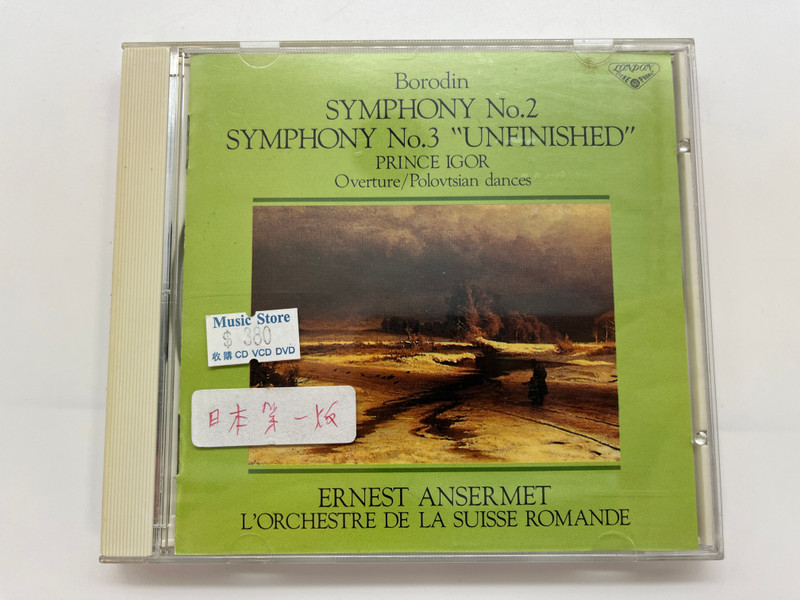 LONDON
Borodin
SYMPHONY No.2
SYMPHONY No.3 “UNFINISHED”
PRINCE IGOR
Overture/Polovtsian dances
Music Store
$ 380
收購 CD VCD DVD
日本第一版
ERNEST ANSERMET
L'ORCHESTRE DE LA SUISSE ROMANDE